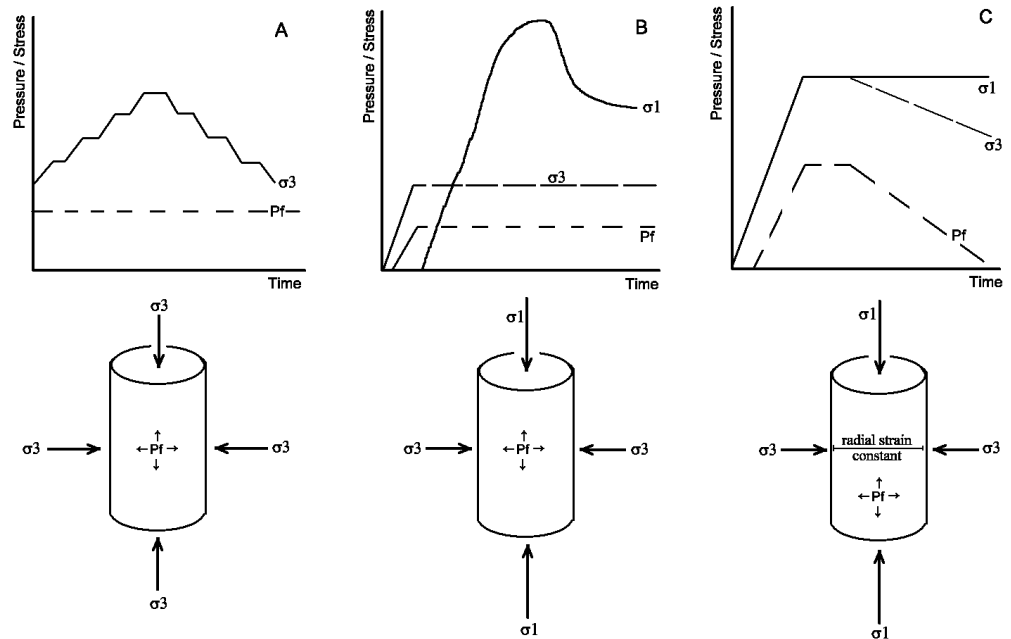 A
Pressure / Stress
σ3
Pf
Time
B
Pressure / Stress
σ1
σ3
Pf
Time
C
Pressure / Stress
σ1
σ3
Pf
Time
σ3
σ3
←Pf→
↑
↓
σ3
σ3
σ1
σ3
↑
←Pf→
↓
σ3
σ1
σ1
σ3
radial strain
constant
σ3
↑
←Pf→
↓
σ1